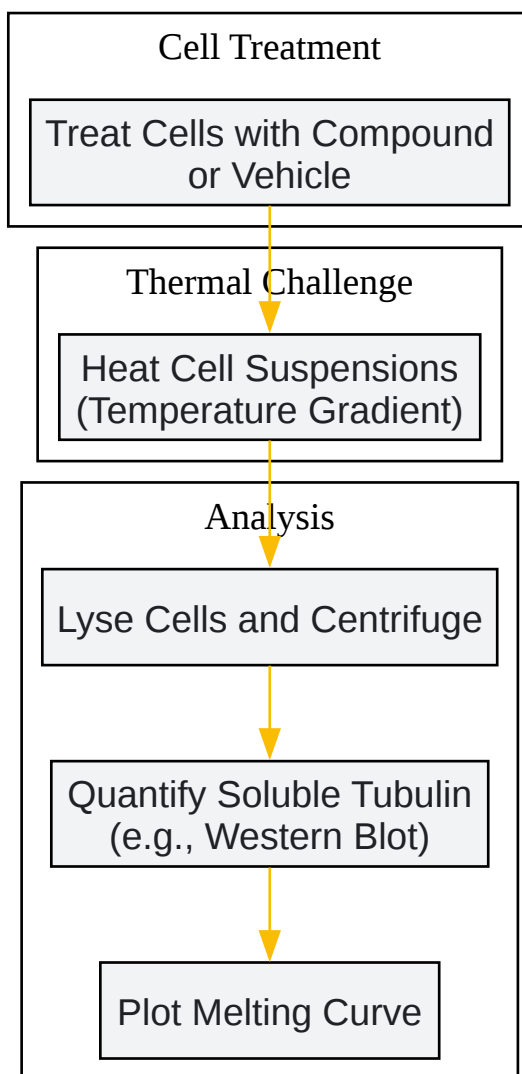 Cell Treatment
Treat Cells with Compound
or Vehicle
Thermal Challenge
Heat Cell Suspensions
(Temperature Gradient)
Analysis
Lyse Cells and Centrifuge
Quantify Soluble Tubulin
(e.g., Western Blot)
Plot Melting Curve